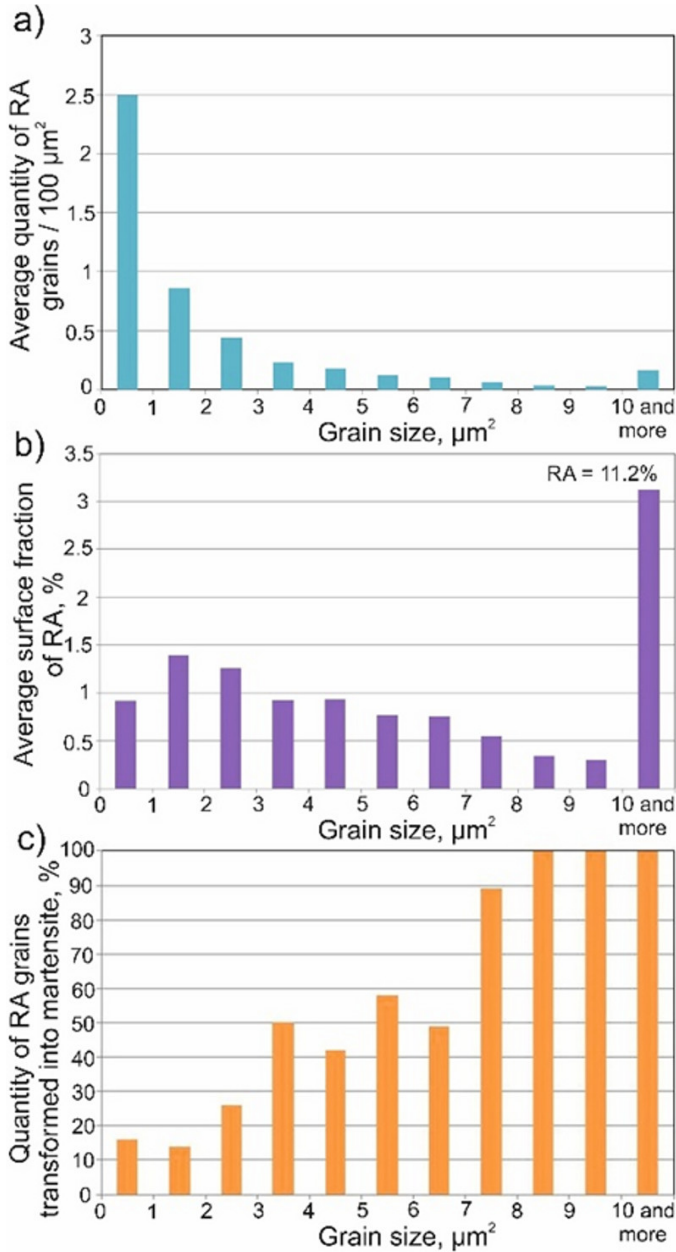 a)
Average quantity of RA
grains / 100 µm²
3
2.5
2
1.5
1
0.5
0
0 1 2 3 4 5 6 7 8 9 10 and
more
Grain size, µm²
b)
Average surface fraction
of RA, %
3.5
3
2.5
2
1.5
1
0.5
0
RA = 11.2%
0 1 2 3 4 5 6 7 8 9 10 and
more
Grain size, µm²
c)
Quantity of RA grains
transformed into martensite, %
100
90
80
70
60
50
40
30
20
10
0
0 1 2 3 4 5 6 7 8 9 10 and
more
Grain size, µm²